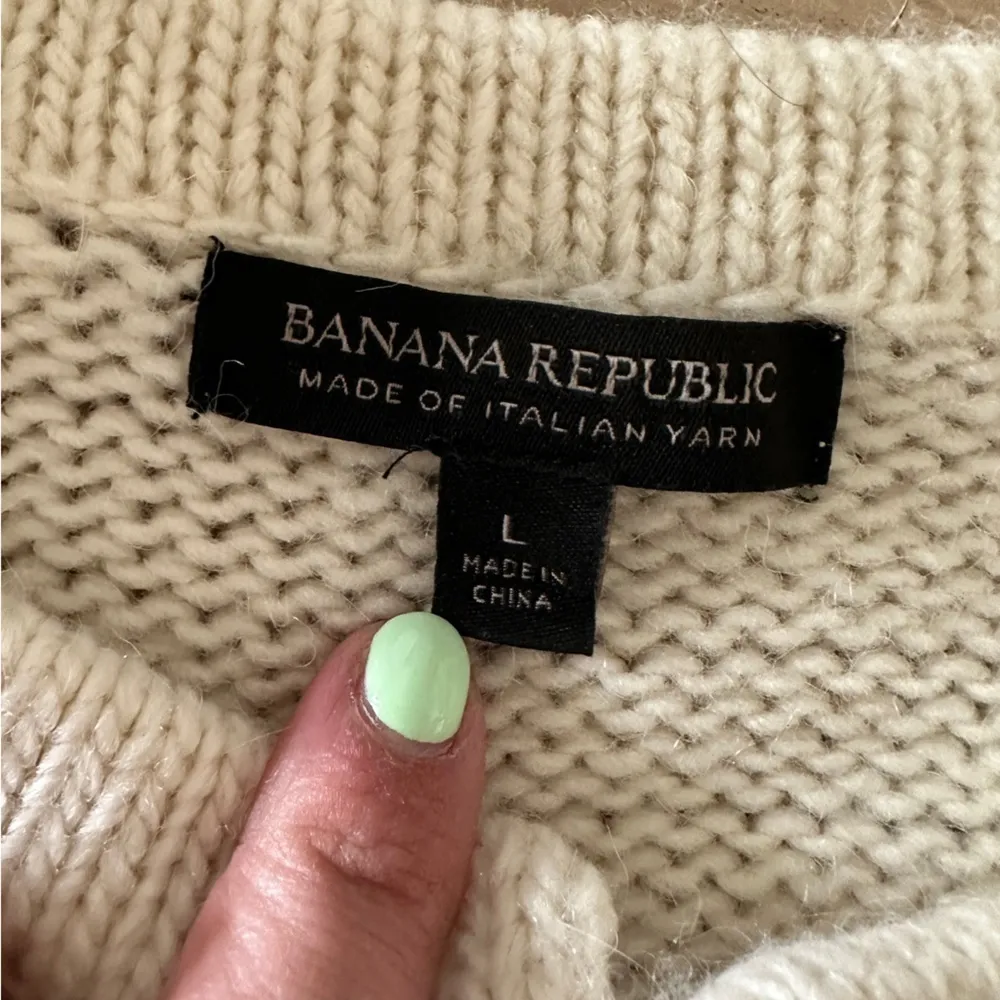 BANANA REPUBLIC
MADE OF ITALIAN YARN
L
MADE IN
CHINA